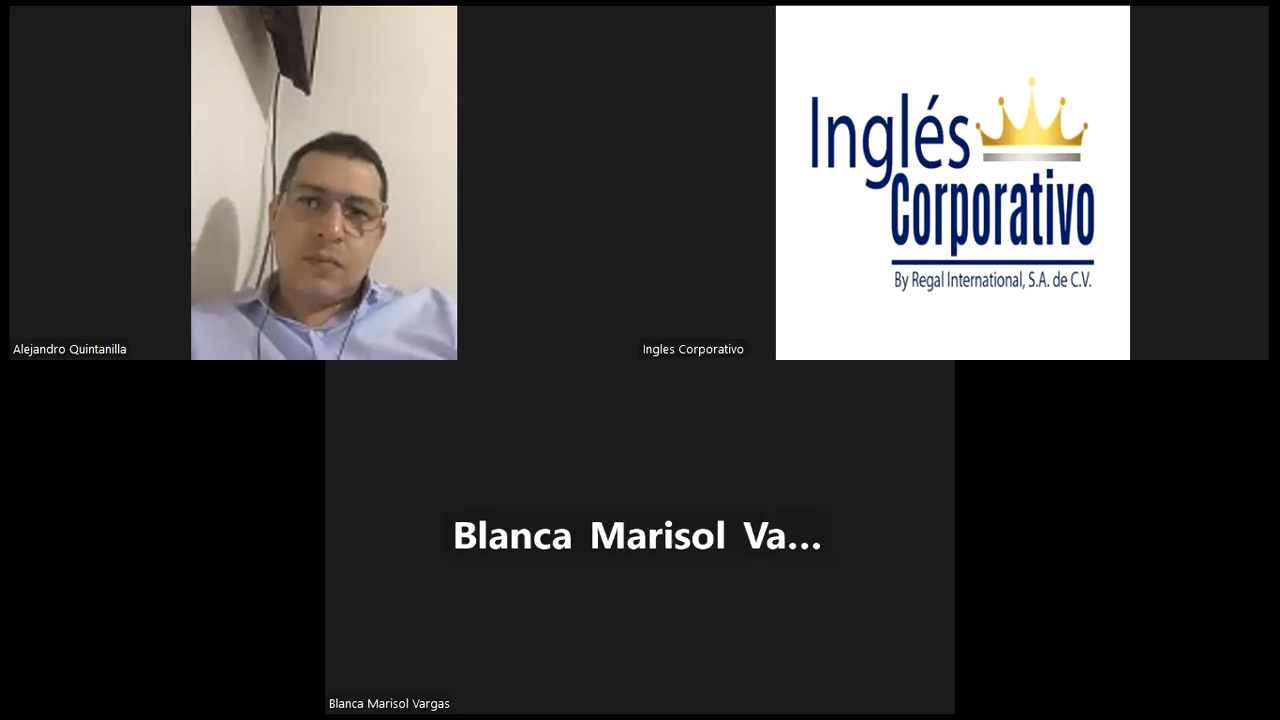 Inglés
Corporativo
By Regal International, S.A. de C.V.
Alejandro Quintanilla
Ingles Corporativo
Blanca Marisol Va...
Blanca Marisol Vargas